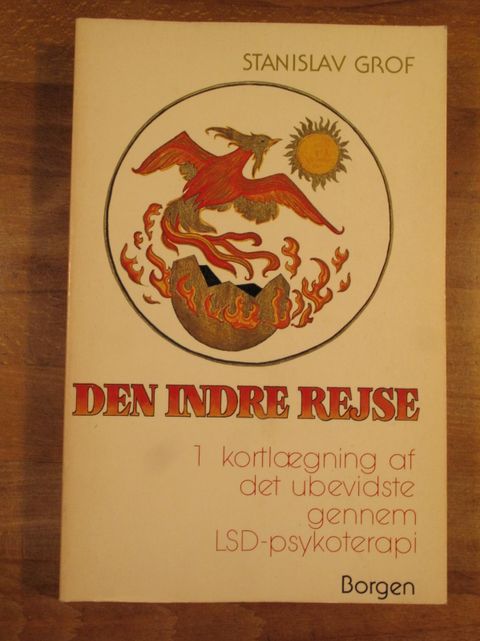 STANISLAV GROF
DEN INDRE REJSE
1 kortlægning af
det ubevidste
gennem
LSD-psykoterapi
Borgen